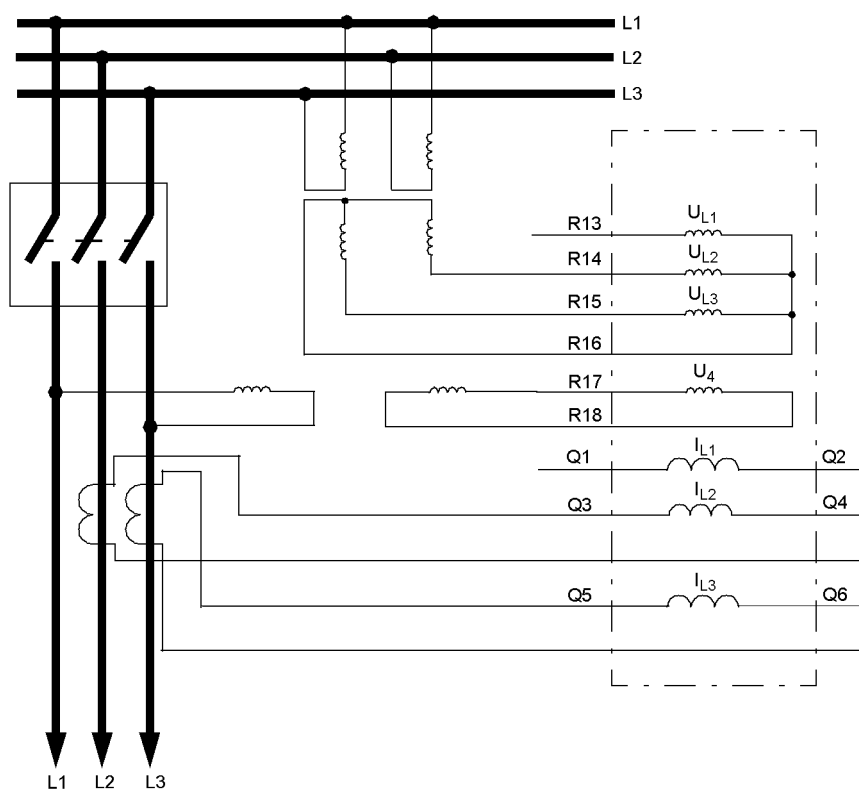 L1
L2
L3
R13
U_L1
R14
U_L2
R15
U_L3
R16
R17
U_4
R18
Q1
I_L1
Q2
Q3
I_L2
Q4
Q5
I_L3
Q6
L1
L2
L3